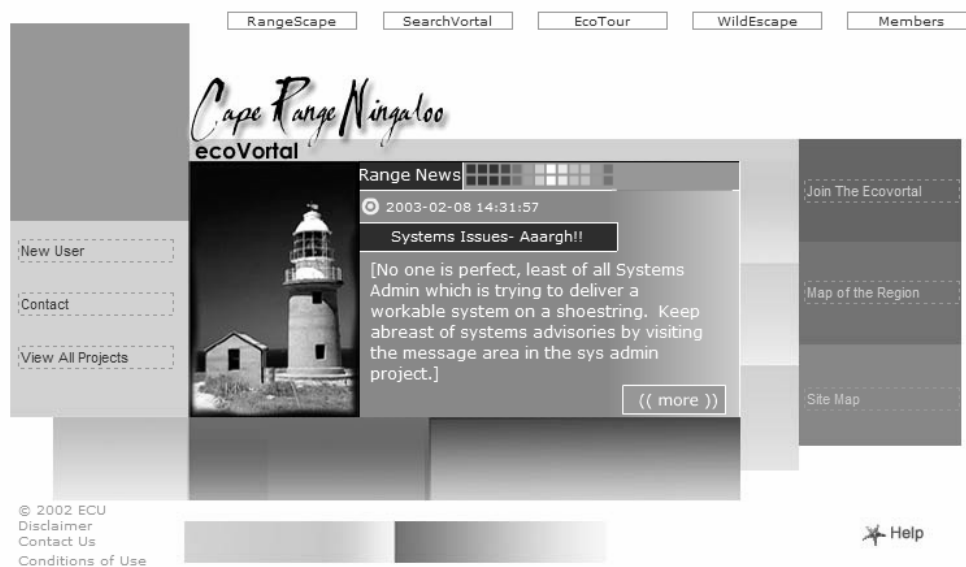 RangeScape SearchVortal EcoTour WildEscape Members
Cape Range Ningaloo
ecoVortal
Range News
2003-02-08 14:31:57
Systems Issues- Aaargh!!
[No one is perfect, least of all Systems
Admin which is trying to deliver a
workable system on a shoestring. Keep
abreast of systems advisories by visiting
the message area in the sys admin
project.]
(( more ))
New User
Contact
View All Projects
Join The Ecovortal
Map of the Region
Site Map
© 2002 ECU
Disclaimer
Contact Us
Conditions of Use
Help